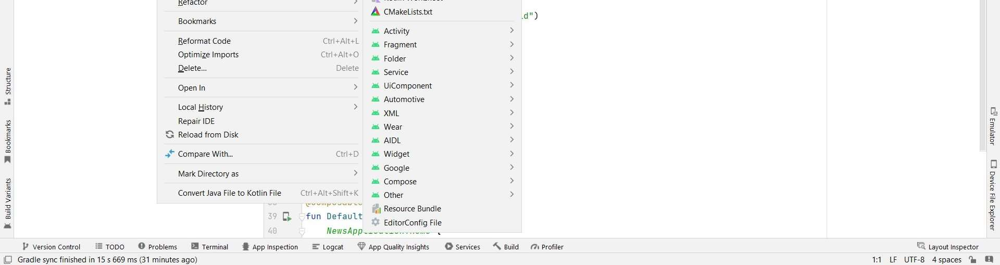 Refactor
Bookmarks
Reformat Code Ctrl+Alt+L
Optimize Imports Ctrl+Alt+O
Delete... Delete
Open In
Local History
Repair IDE
Reload from Disk
Compare With... Ctrl+D
Mark Directory as
Convert Java File to Kotlin File Ctrl+Alt+Shift+K
CMakeLists.txt
Activity
Fragment
Folder
Service
UiComponent
Automotive
XML
Wear
AIDL
Widget
Google
Compose
Other
Resource Bundle
EditorConfig File
d")
39 fun Default
40
Structure
Bookmarks
Build Variants
Emulator
Device File Explorer
Version Control TODO Problems Terminal App Inspection Logcat App Quality Insights Services Build Profiler Layout Inspector
Gradle sync finished in 15 s 669 ms (31 minutes ago) 1:1 LF UTF-8 4 spaces